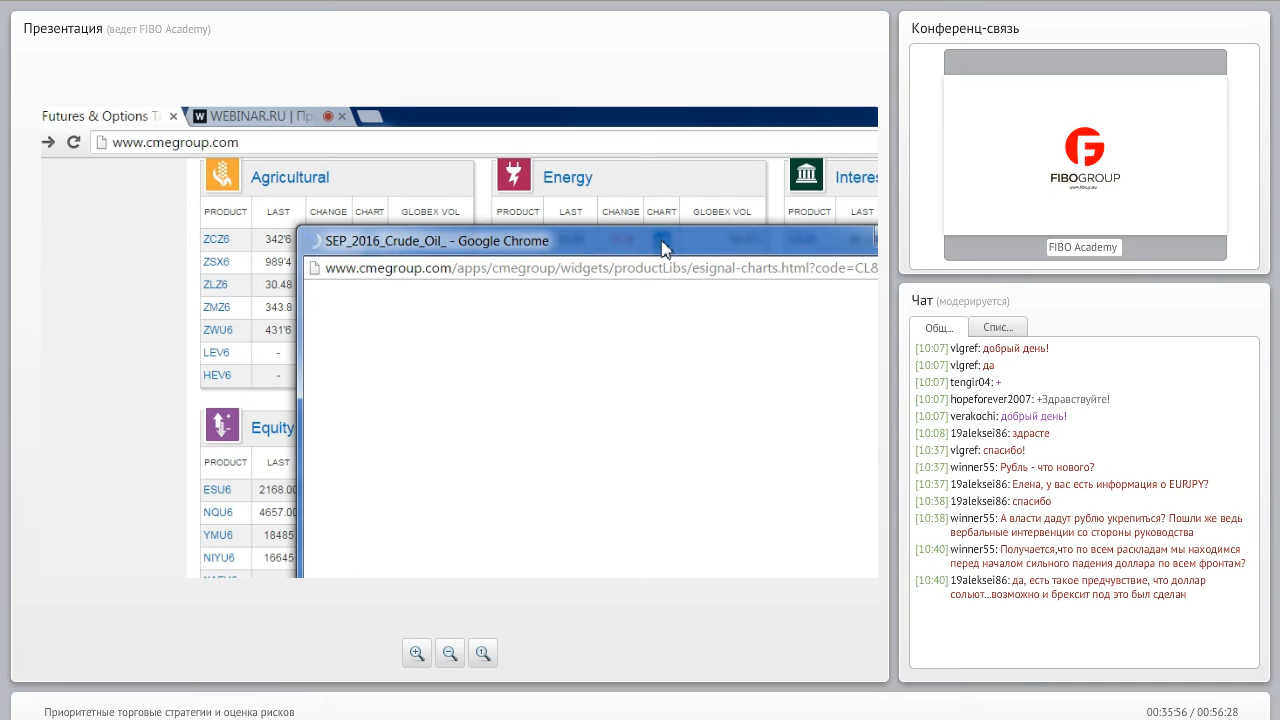 Презентация (ведет FIBO Academy)
Futures & Options T
WEBINAR.RU | Пр
www.cmegroup.com
Agricultural
PRODUCT LAST CHANGE CHART GLOBEX VOL
ZCZ6 342'6
ZSX6 989'4
ZLZ6 30.48
ZMZ6 343.8
ZWU6 431'6
LEV6 -
HEV6 -
Energy
PRODUCT LAST CHANGE CHART GLOBEX VOL
Interes
PRODUCT LAST
SEP_2016_Crude_Oil_ - Google Chrome
www.cmegroup.com/apps/cmegroup/widgets/productLibs/esignal-charts.html?code=CL&
Equity
PRODUCT LAST
ESU6 2168.00
NQU6 4657.00
YMU6 18485
NIYU6 16645
Конференц-связь
FIBOGROUP
FIBO Academy
Чат (модерируется)
Общ... Спис...
[10:07] vlgref: добрый день!
[10:07] vlgref: да
[10:07] tengir04: +
[10:07] hopeforever2007: +Здравствуйте!
[10:07] verakochi: добрый день!
[10:08] 19aleksei86: здрасте
[10:37] vlgref: спасибо!
[10:37] winner55: Рубль - что нового?
[10:37] 19aleksei86: Елена, у вас есть информация о EURJPY?
[10:38] 19aleksei86: спасибо
[10:38] winner55: А власти дадут рублю укрепиться? Пошли же ведь
вербальные интервенции со стороны руководства
[10:40] winner55: Получается,что по всем раскладам мы находимся
перед началом сильного падения доллара по всем фронтам?
[10:40] 19aleksei86: да, есть такое предчувствие, что доллар
сольют...возможно и брексит под это был сделан
Приоритетные торговые стратегии и оценка рисков
00:35:56 / 00:56:28